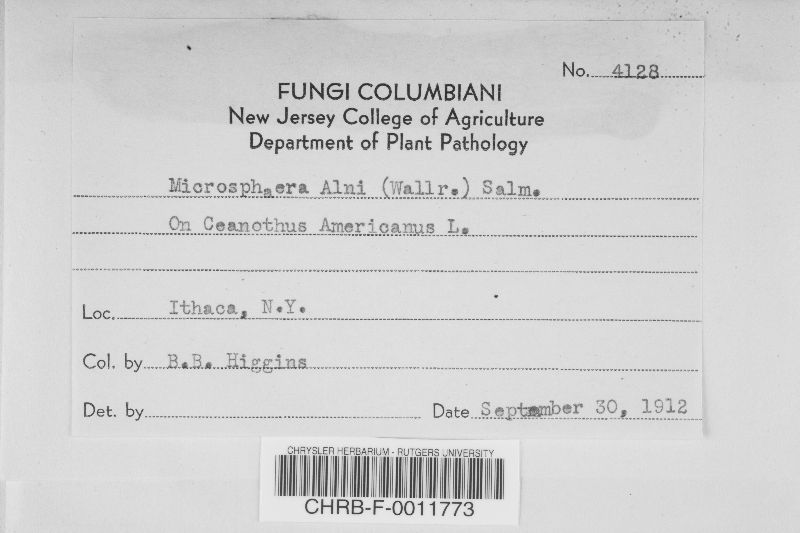 No. 4128
FUNGI COLUMBIANI
New Jersey College of Agriculture
Department of Plant Pathology
Microsphaera Alni (Wallr.) Salm.
On Ceanothus Americanus L.
Loc. Ithaca, N.Y.
Col. by B.B. Higgins
Det. by Date September 30, 1912
CHRYSLER HERBARIUM - RUTGERS UNIVERSITY
CHRB-F-0011773